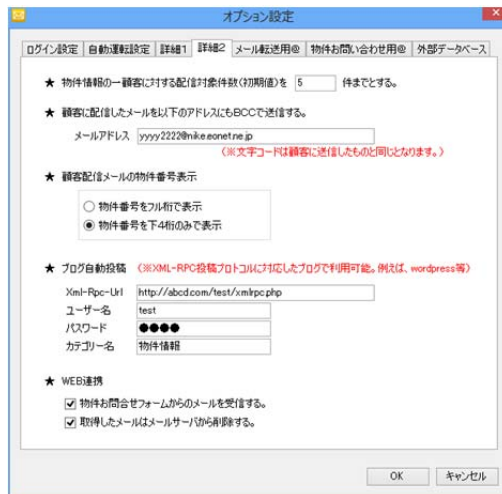 オプション設定
ログイン設定 自動運転設定 詳細1 詳細2 メール転送用@ 物件お問い合わせ用@ 外部データベース
★ 物件情報の一顧客に対する配信対象件数(初期値)を 5 件までとする。
★ 顧客に配信したメールを以下のアドレスにもBCCで送信する。
メールアドレス yyyy2222@nike.eonet.ne.jp
(※文字コードは顧客に送信したものと同じとなります。)
★ 顧客配信メールの物件番号表示
物件番号をフル桁で表示
物件番号を下4桁のみで表示
★ ブログ自動投稿 (※XML-RPC投稿プロトコルに対応したブログで利用可能。例えば、wordpress等)
Xml-Rpc-Url http://abcd.com/test/xmlrpc.php
ユーザー名 test
パスワード ●●●●
カテゴリー名 物件情報
★ WEB連携
物件お問合せフォームからのメールを受信する。
取得したメールはメールサーバから削除する。
OK キャンセル